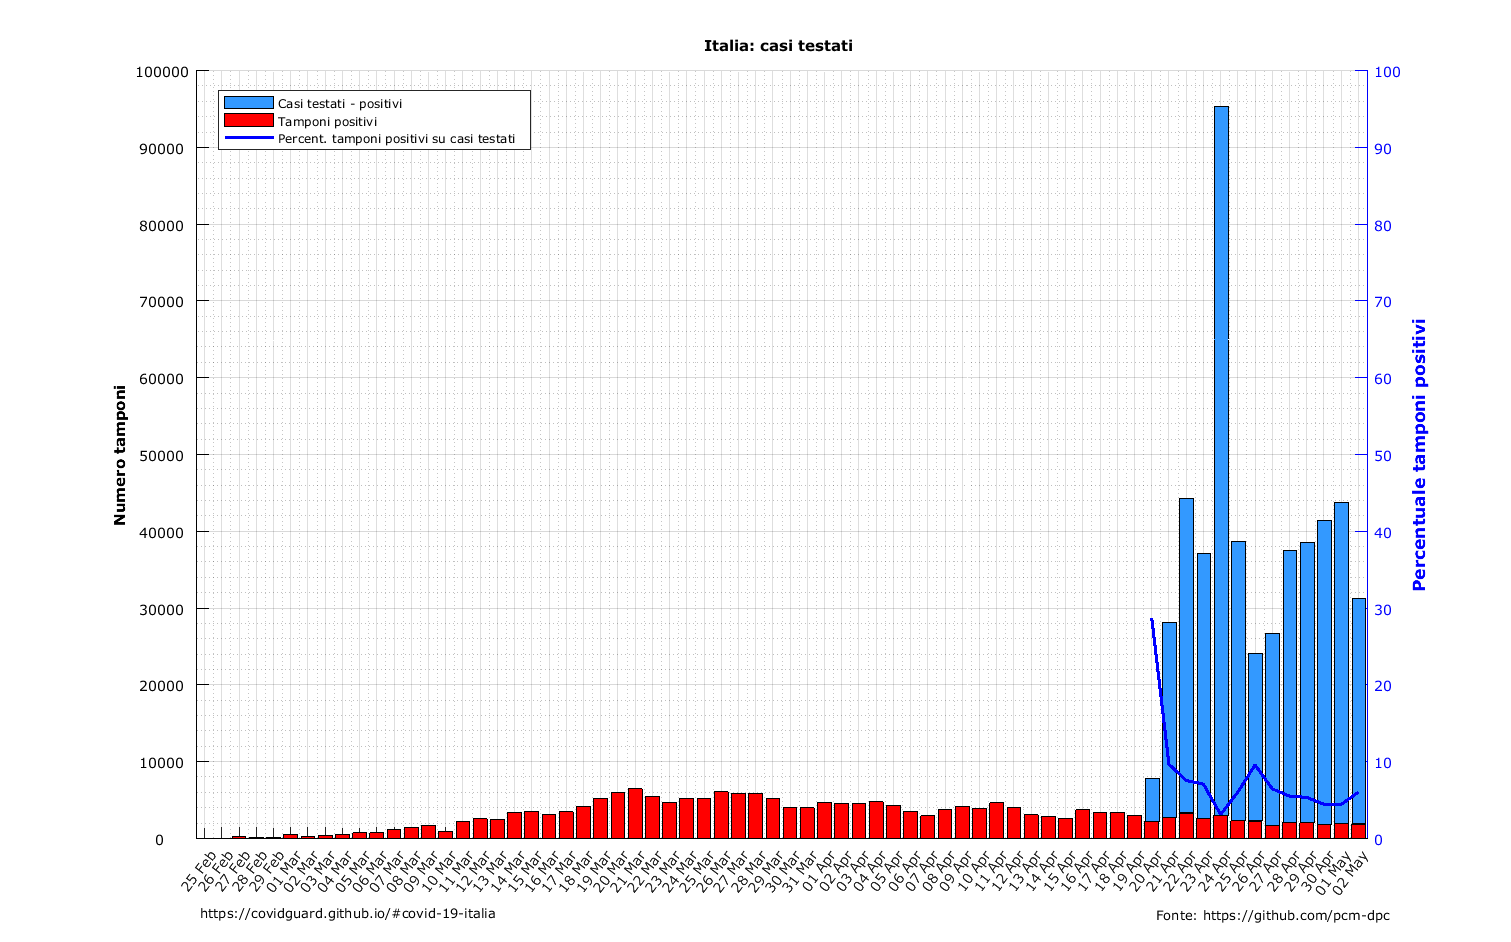 Italia: casi testati
100000
90000
80000
70000
60000
50000
40000
30000
20000
10000
0
Numero tamponi
Casi testati - positivi
Tamponi positivi
Percent. tamponi positivi su casi testati
100
90
80
70
60
50
40
30
20
10
0
Percentuale tamponi positivi
25 Feb
26 Feb
27 Feb
28 Feb
29 Feb
01 Mar
02 Mar
03 Mar
04 Mar
05 Mar
06 Mar
07 Mar
08 Mar
09 Mar
10 Mar
11 Mar
12 Mar
13 Mar
14 Mar
15 Mar
16 Mar
17 Mar
18 Mar
19 Mar
20 Mar
21 Mar
22 Mar
23 Mar
24 Mar
25 Mar
26 Mar
27 Mar
28 Mar
29 Mar
30 Mar
31 Mar
01 Apr
02 Apr
03 Apr
04 Apr
05 Apr
06 Apr
07 Apr
08 Apr
09 Apr
10 Apr
11 Apr
12 Apr
13 Apr
14 Apr
15 Apr
16 Apr
17 Apr
18 Apr
19 Apr
20 Apr
21 Apr
22 Apr
23 Apr
24 Apr
25 Apr
26 Apr
27 Apr
28 Apr
29 Apr
30 Apr
01 May
02 May
https://covidguard.github.io/#covid-19-italia
Fonte: https://github.com/pcm-dpc